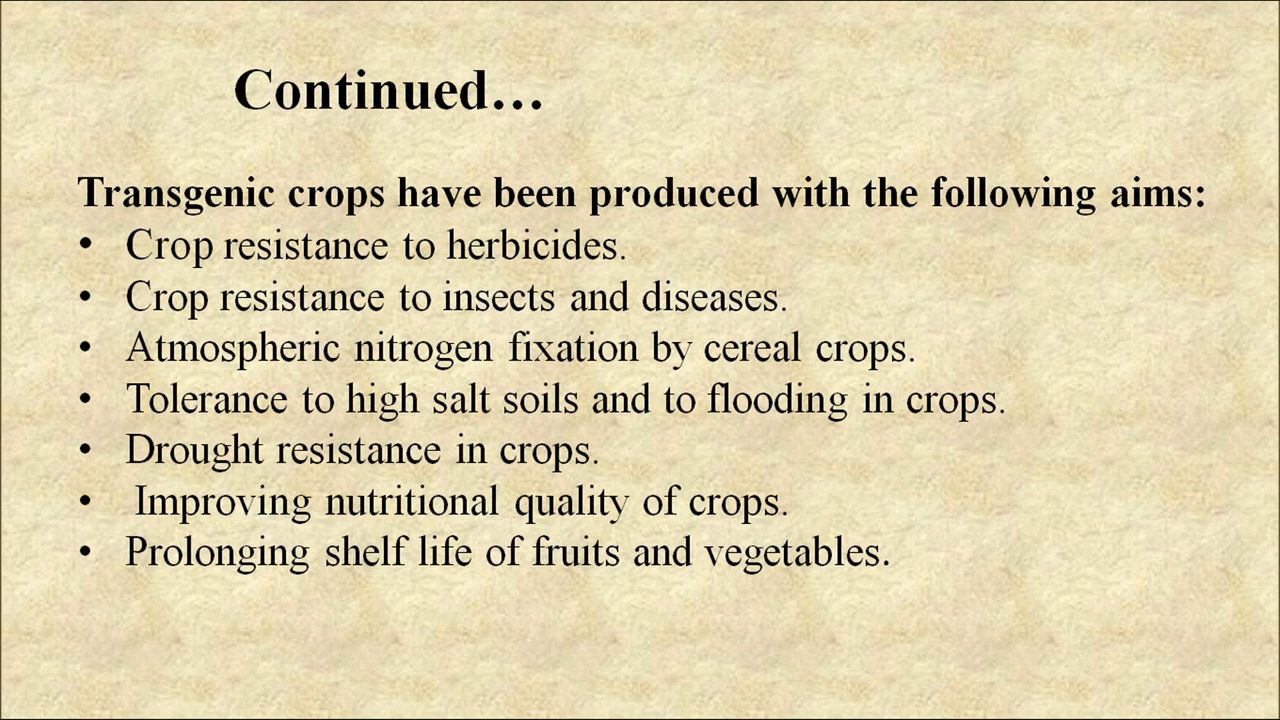 Continued…
Transgenic crops have been produced with the following aims:
• Crop resistance to herbicides.
• Crop resistance to insects and diseases.
• Atmospheric nitrogen fixation by cereal crops.
• Tolerance to high salt soils and to flooding in crops.
• Drought resistance in crops.
• Improving nutritional quality of crops.
• Prolonging shelf life of fruits and vegetables.